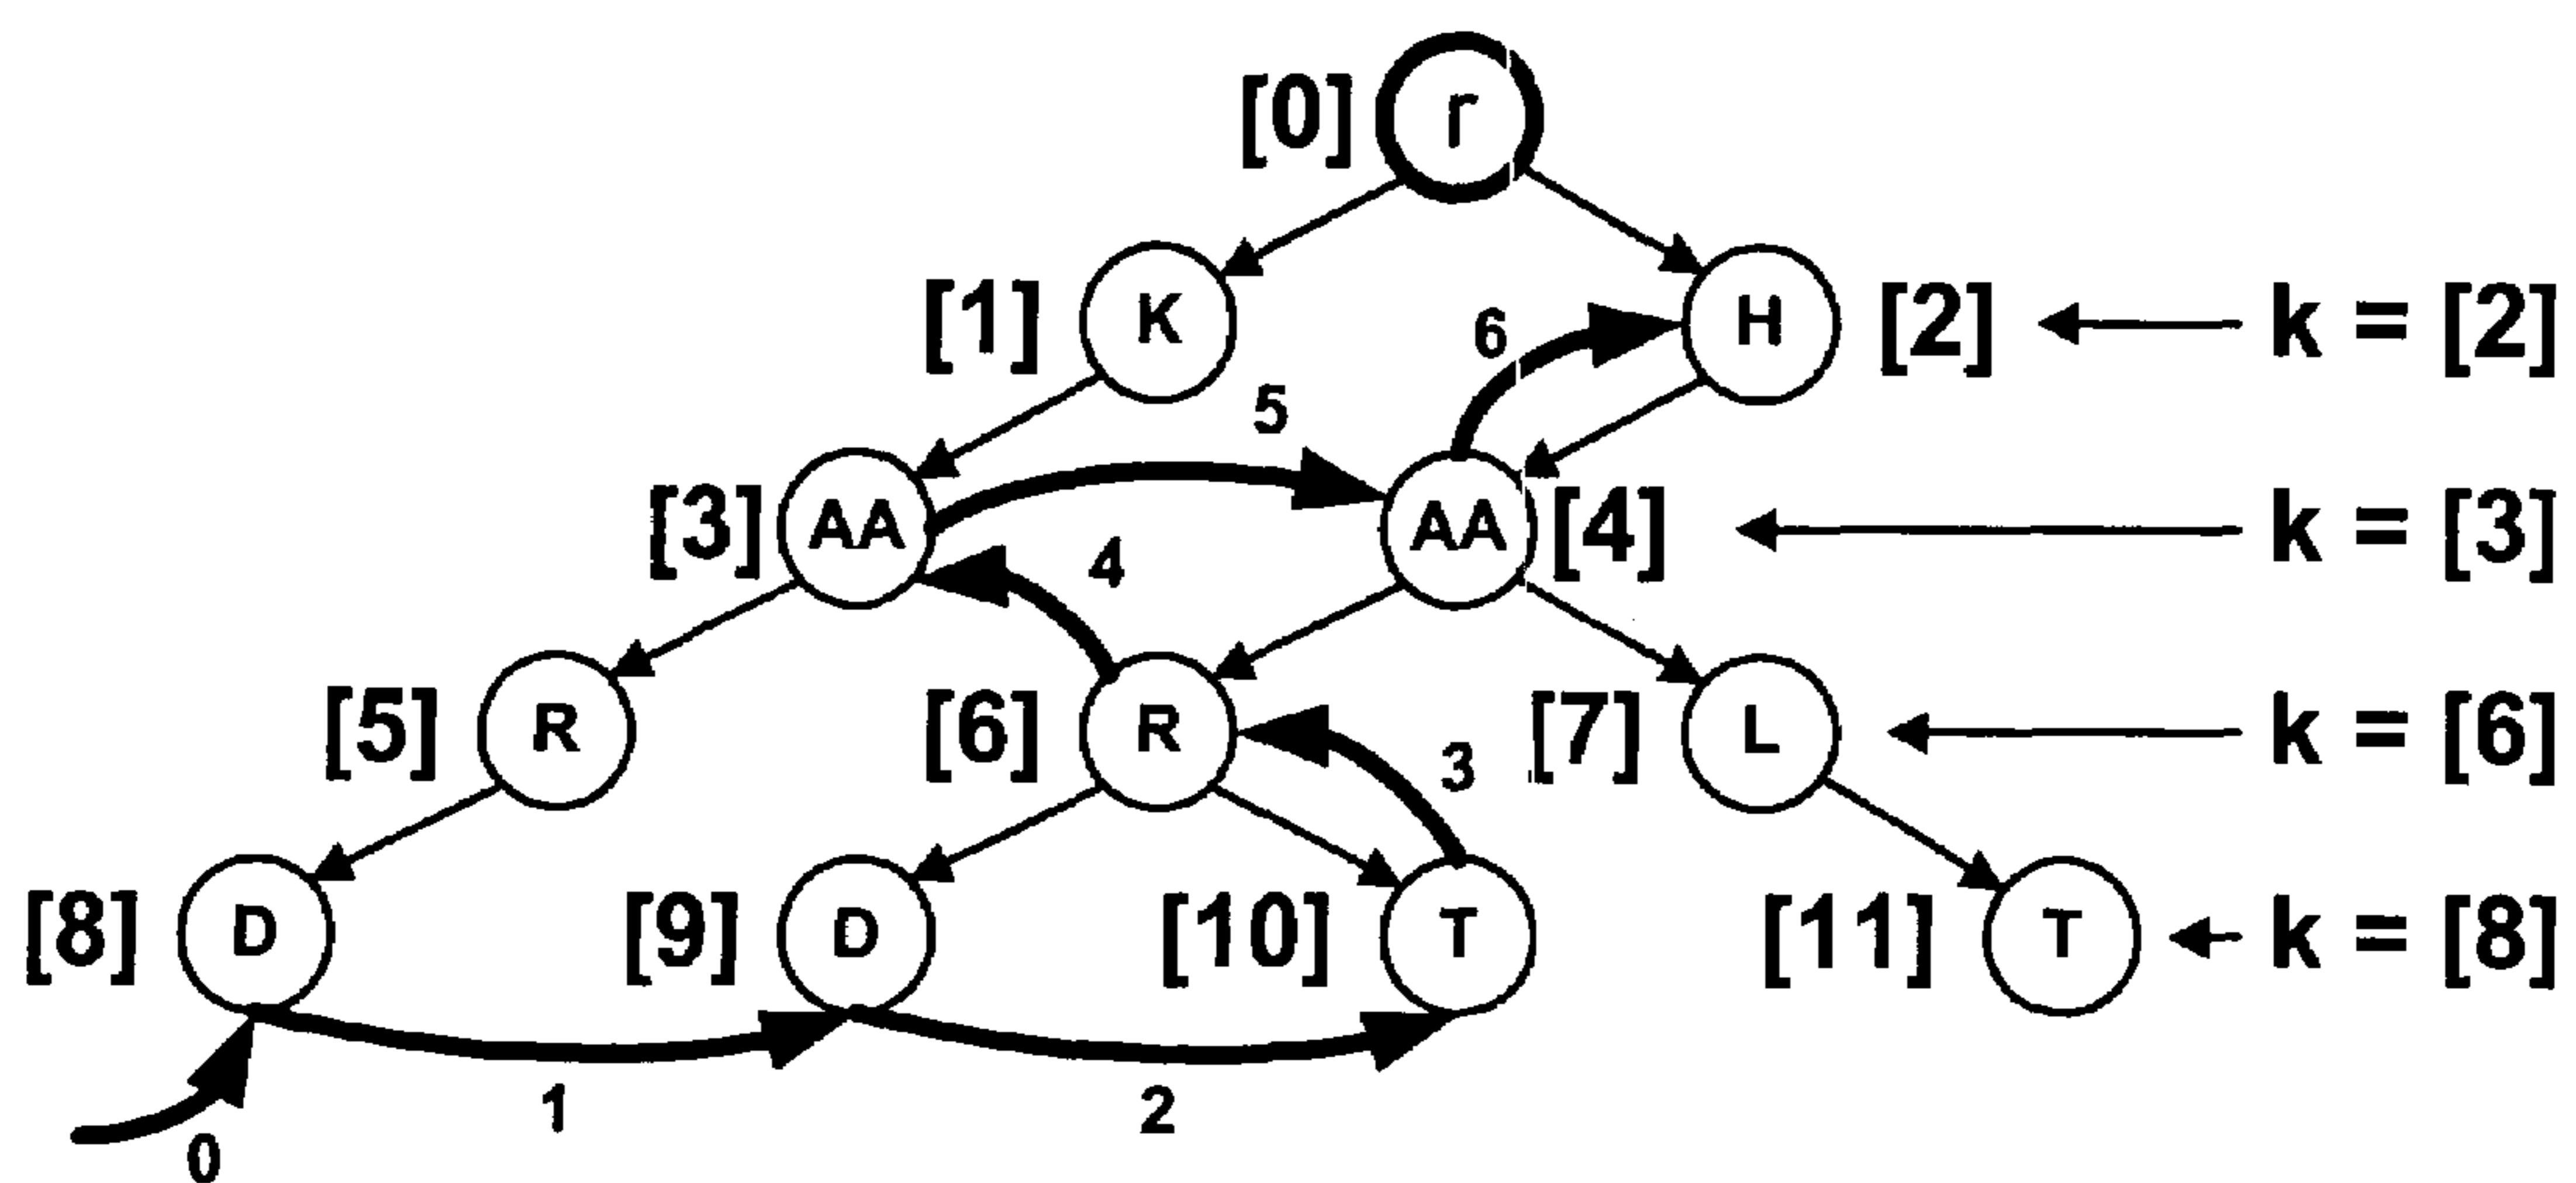 [0] r
[1] K 6 H [2] k = [2]
5
[3] AA AA [4] k = [3]
4
[5] R [6] R 3 [7] L k = [6]
[8] D [9] D [10] T [11] T k = [8]
1 2
0